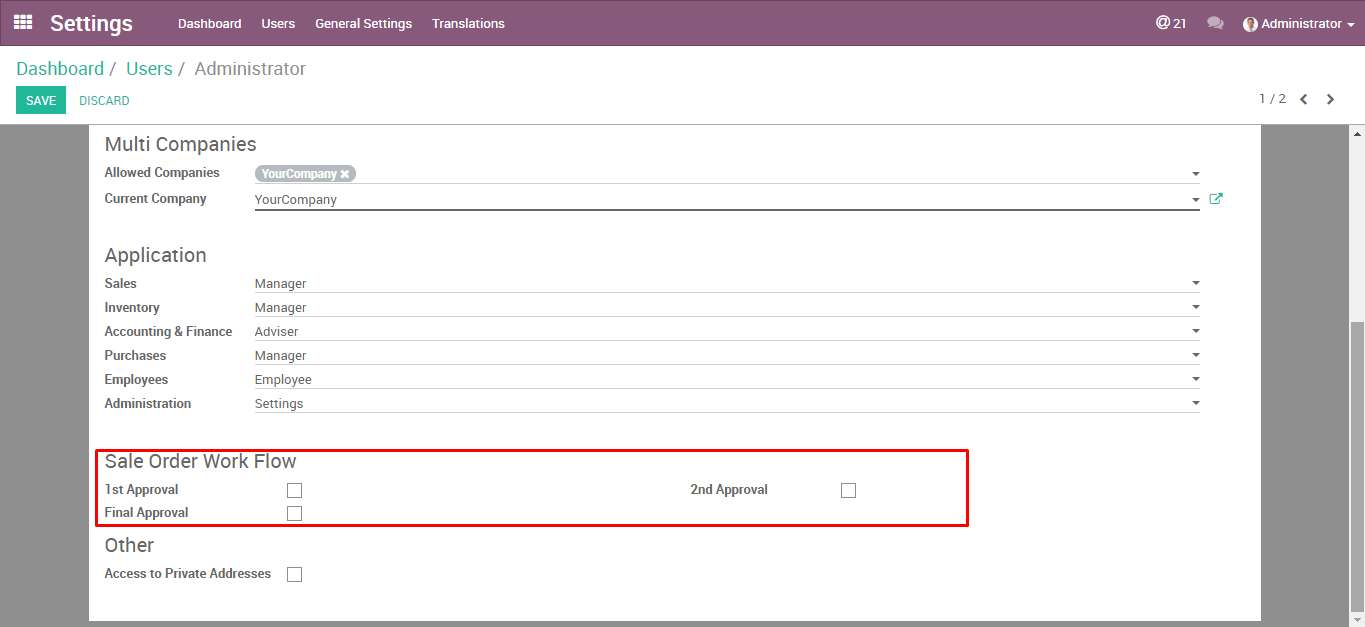 Settings Dashboard Users General Settings Translations @ 21 Administrator
Dashboard / Users / Administrator
SAVE DISCARD 1 / 2
Multi Companies
Allowed Companies YourCompany ✖
Current Company YourCompany
Application
Sales Manager
Inventory Manager
Accounting & Finance Adviser
Purchases Manager
Employees Employee
Administration Settings
Sale Order Work Flow
1st Approval 2nd Approval
Final Approval
Other
Access to Private Addresses